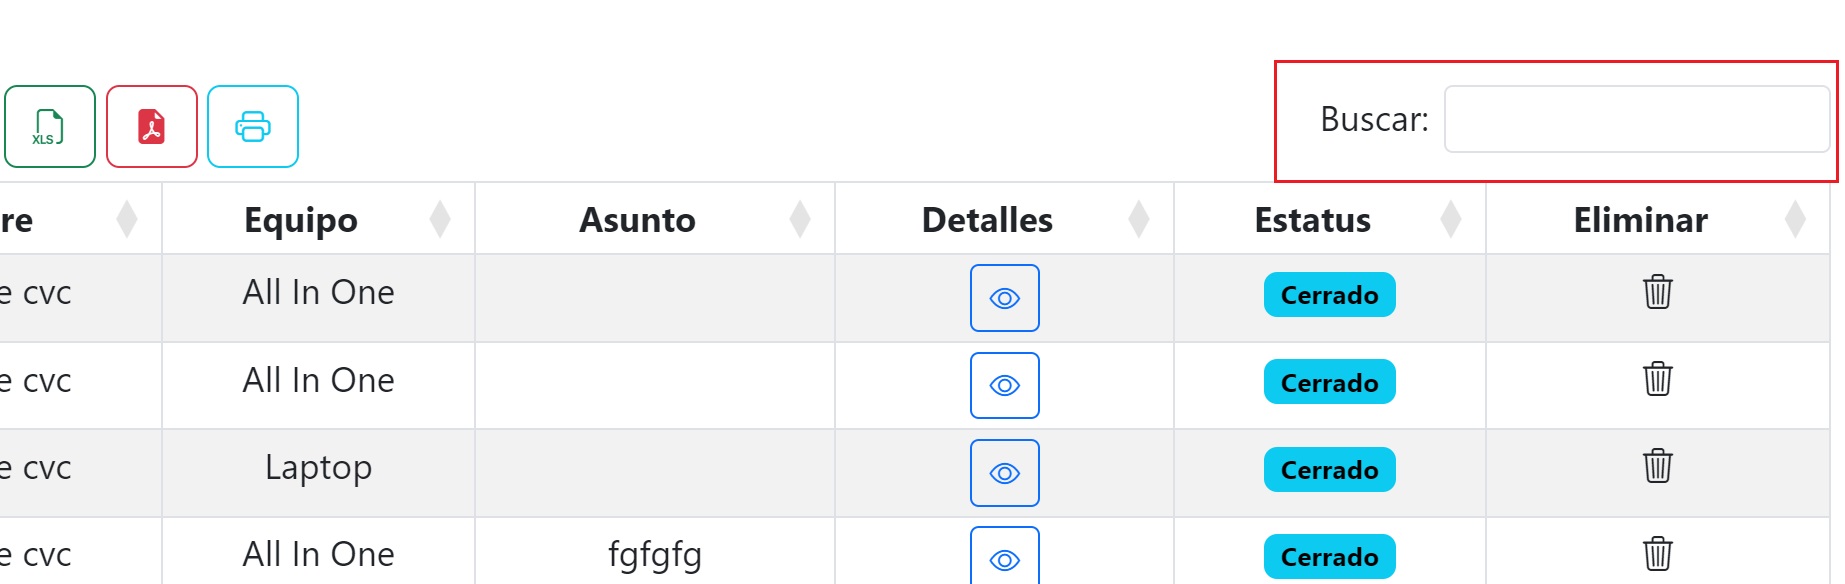 XLS
Buscar:
re Equipo Asunto Detalles Estatus Eliminar
e cvc All In One Cerrado
e cvc All In One Cerrado
e cvc Laptop Cerrado
e cvc All In One fgfgfg Cerrado